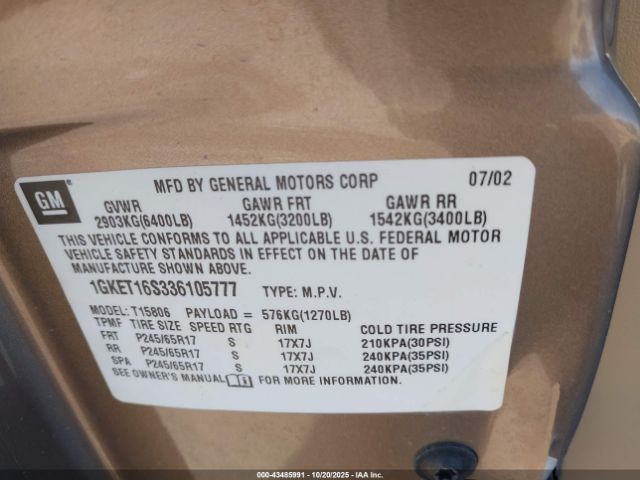 GM
MFD BY GENERAL MOTORS CORP 07/02
GVWR GAWR FRT GAWR RR
2903KG(6400LB) 1452KG(3200LB) 1542KG(3400LB)
THIS VEHICLE CONFORMS TO ALL APPLICABLE U.S. FEDERAL MOTOR
VEHICLE SAFETY STANDARDS IN EFFECT ON THE DATE OF
MANUFACTURE SHOWN ABOVE.
1GKET16S336105777 TYPE: M.P.V.
MODEL: T15806 PAYLOAD = 576KG(1270LB)
TPMF TIRE SIZE SPEED RTG RIM COLD TIRE PRESSURE
FRT P245/65R17 S 17X7J 210KPA(30PSI)
RR P245/65R17 S 17X7J 240KPA(35PSI)
SPA P245/65R17 S 17X7J 240KPA(35PSI)
SEE OWNER'S MANUAL FOR MORE INFORMATION.
000-43485991 - 10/20/2025 - IAAI.com